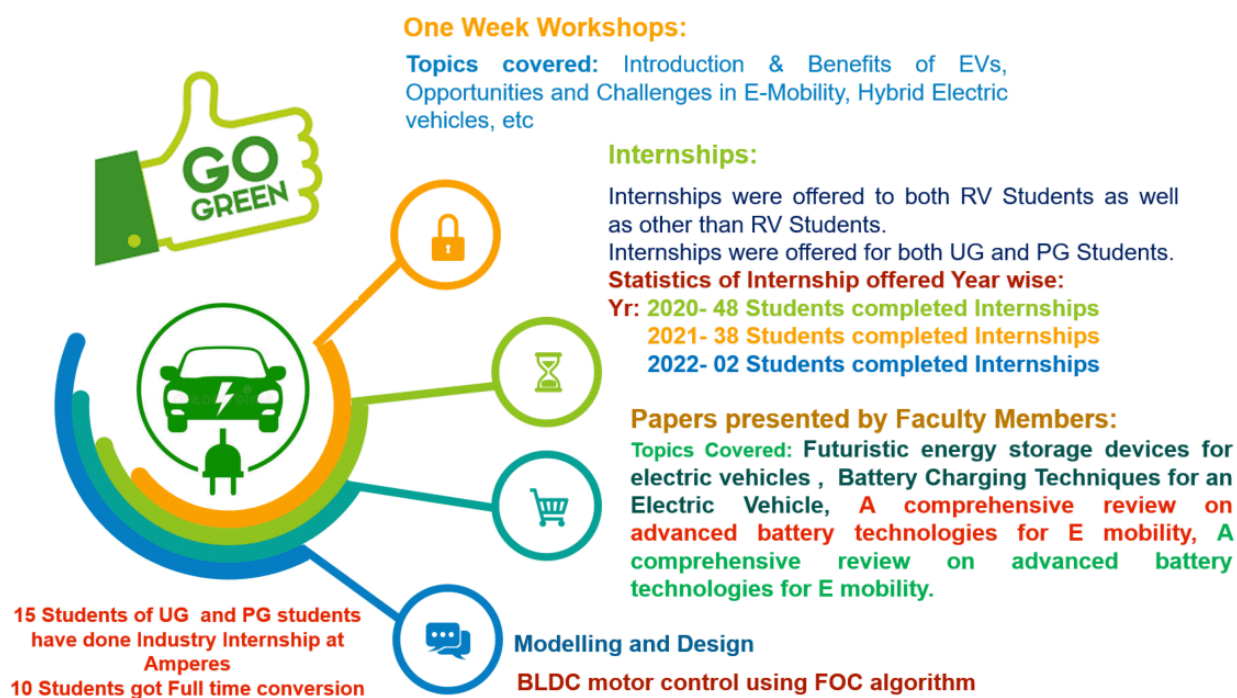 One Week Workshops:
Topics covered: Introduction & Benefits of EVs,
Opportunities and Challenges in E-Mobility, Hybrid Electric
vehicles, etc
GO
GREEN
Internships:
Internships were offered to both RV Students as well
as other than RV Students.
Internships were offered for both UG and PG Students.
Statistics of Internship offered Year wise:
Yr: 2020- 48 Students completed Internships
2021- 38 Students completed Internships
2022- 02 Students completed Internships
Papers presented by Faculty Members:
Topics Covered: Futuristic energy storage devices for
electric vehicles , Battery Charging Techniques for an
Electric Vehicle, A comprehensive review on
advanced battery technologies for E mobility, A
comprehensive review on advanced battery
technologies for E mobility.
15 Students of UG and PG students
have done Industry Internship at
Amperes
10 Students got Full time conversion
Modelling and Design
BLDC motor control using FOC algorithm